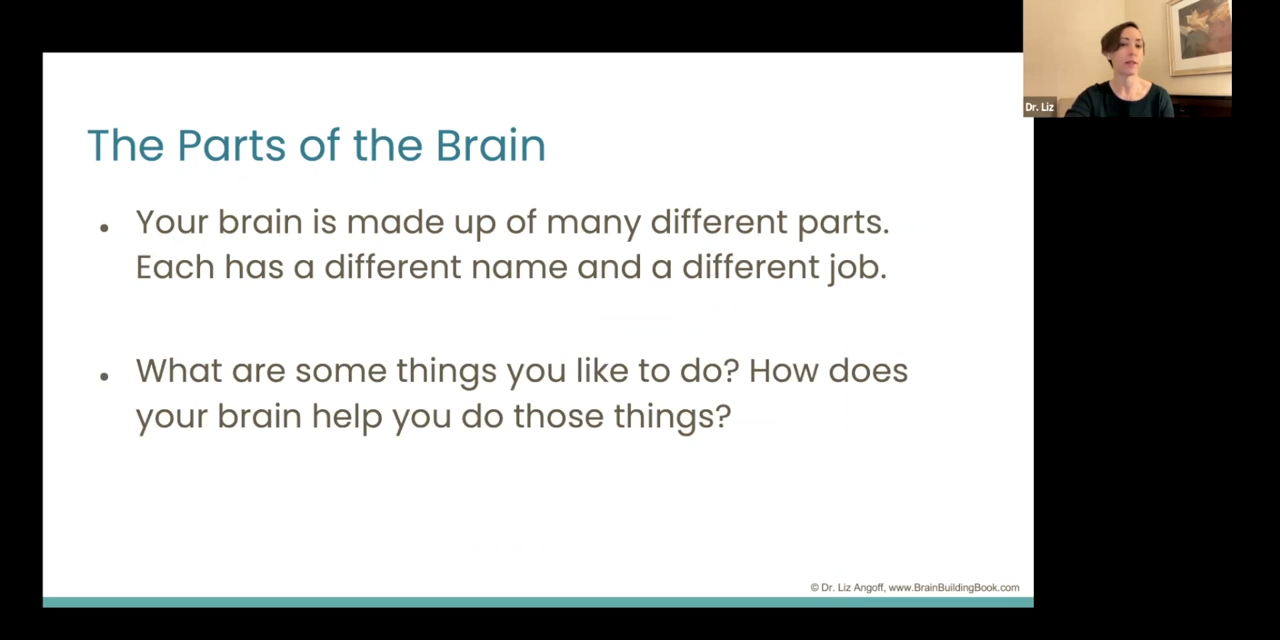 Dr. Liz
The Parts of the Brain
• Your brain is made up of many different parts.
Each has a different name and a different job.
• What are some things you like to do? How does
your brain help you do those things?
© Dr. Liz Angoff, www.BrainBuildingBook.com